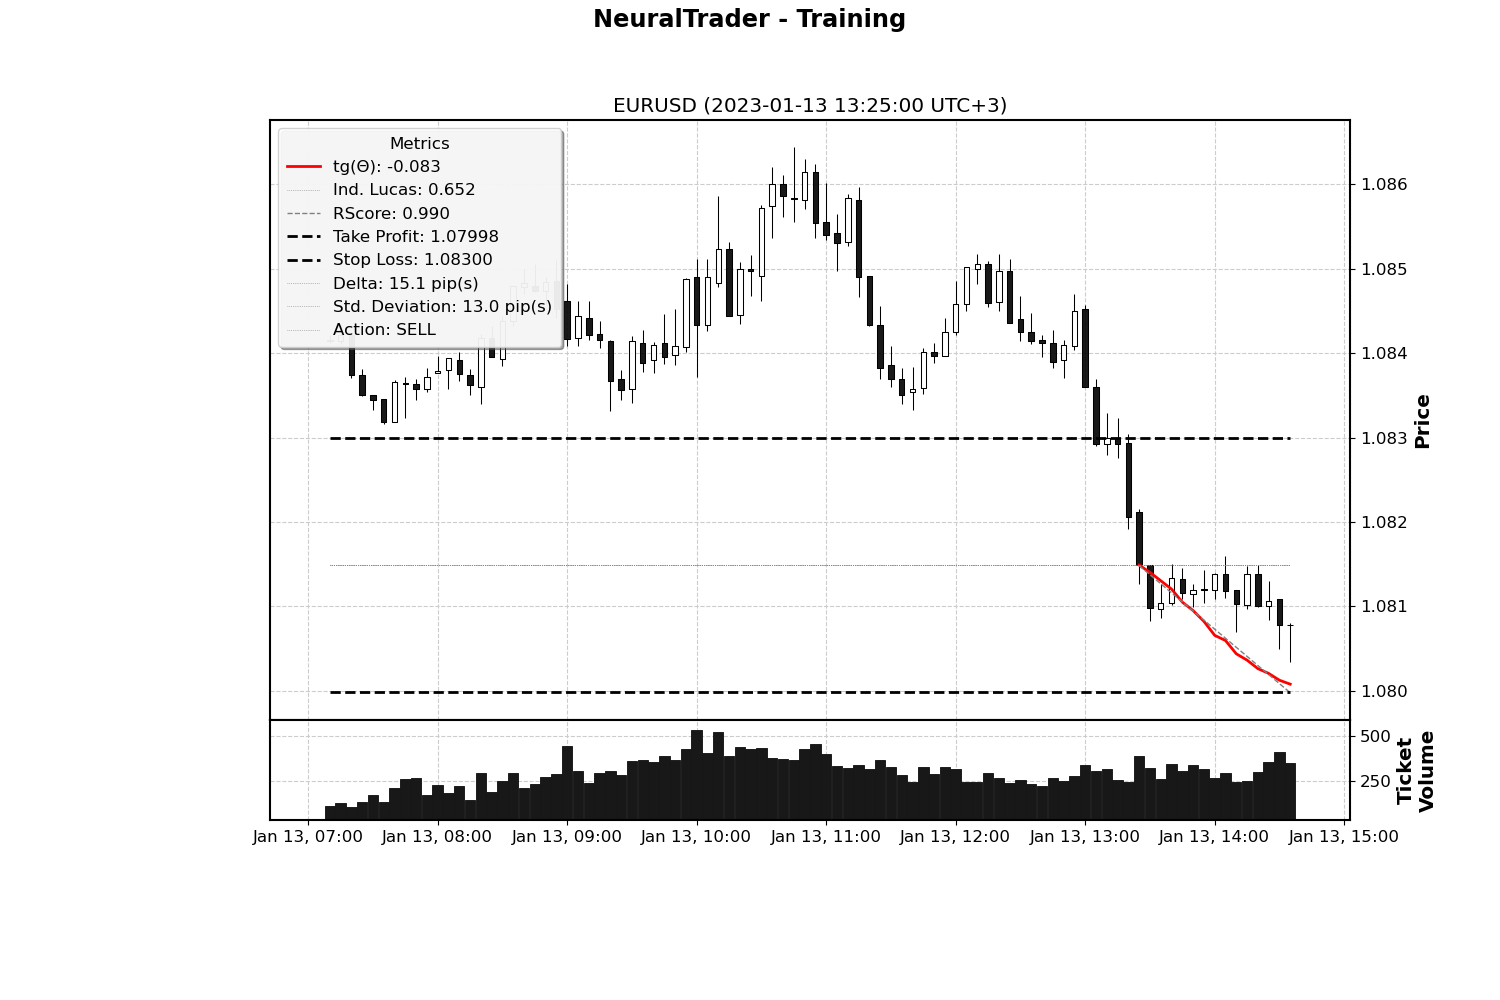 NeuralTrader - Training
EURUSD (2023-01-13 13:25:00 UTC+3)
Metrics
tg(Θ): -0.083
Ind. Lucas: 0.652
RScore: 0.990
Take Profit: 1.07998
Stop Loss: 1.08300
Delta: 15.1 pip(s)
Std. Deviation: 13.0 pip(s)
Action: SELL
1.086
1.085
1.084
1.083
1.082
1.081
1.080
Price
500
250
Ticket
Volume
Jan 13, 07:00 Jan 13, 08:00 Jan 13, 09:00 Jan 13, 10:00 Jan 13, 11:00 Jan 13, 12:00 Jan 13, 13:00 Jan 13, 14:00 Jan 13, 15:00